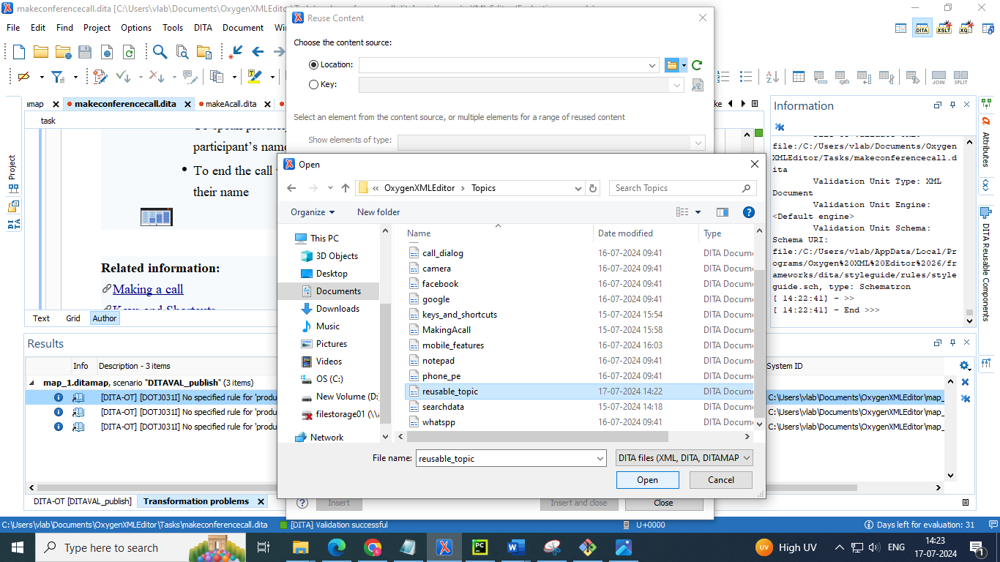 makeconferencecall.dita [C:\Users\vlab\Documents\OxygenXMLEditor\
Reuse Content
File Edit Find Project Options Tools DITA Document
Choose the content source:
Location:
Key:
Select an element from the content source, or multiple elements for a range of reused content
Show elements of type:
JOIN SPLIT
XSLT
DITA
amap
makeconferencecall.dita
makeAcall.dita
task
participant's name
To end the call
their name
Related information:
Making a call
Text Grid Author
Project
DITA
Information
file:/C:/Users/vlab/Documents/Oxygen
XMLEditor/Tasks/makeconferencecall.d
ita
Validation Unit Type: XML
Document
Validation Unit Engine:
<Default engine>
Validation Unit Schema:
Schema URI:
file:/C:/Users/vlab/AppData/Local/Pr
ograms/Oxygen%20XML%20Editor%2026/fr
ameworks/dita/styleguide/rules/style
guide.sch, type: Schematron
[ 14:22:41] - >>
[ 14:22:41] - End >>>
Attributes
DITA Reusable Components
Open
« OxygenXMLEditor › Topics
Search Topics
Organize New folder
This PC
3D Objects
Desktop
Documents
Downloads
Music
Pictures
Videos
OS (C:)
New Volume (D:
filestorage01 (\\
Network
Name Date modified Type
call_dialog 16-07-2024 09:41 DITA Docum
camera 16-07-2024 09:41 DITA Docum
facebook 16-07-2024 09:41 DITA Docum
google 16-07-2024 09:41 DITA Docum
keys_and_shortcuts 15-07-2024 15:54 DITA Docum
MakingAcall 15-07-2024 15:58 DITA Docum
mobile_features 16-07-2024 16:03 DITA Docum
notepad 16-07-2024 09:41 DITA Docum
phone_pe 16-07-2024 09:41 DITA Docum
reusable_topic 17-07-2024 14:22 DITA Docum
searchdata 15-07-2024 14:18 DITA Docum
whatspp 16-07-2024 09:41 DITA Docum
File name: reusable_topic
DITA files (XML, DITA, DITAMAP
Open Cancel
Insert Insert and close Close
Results
Info Description - 3 items System ID
map_1.ditamap, scenario "DITAVAL_publish" (3 items)
[DITA-OT] [DOTJ031I] No specified rule for 'produ C:\Users\vlab\Documents\OxygenXMLEditor\map_
[DITA-OT] [DOTJ031I] No specified rule for 'produ C:\Users\vlab\Documents\OxygenXMLEditor\map_
[DITA-OT] [DOTJ031I] No specified rule for 'produ C:\Users\vlab\Documents\OxygenXMLEditor\map_
DITA-OT [DITAVAL_publish] Transformation problems
C:\Users\vlab\Documents\OxygenXMLEditor\Tasks\makeconferencecall.dita
[DITA] Validation successful
U+0000
Days left for evaluation: 31
Type here to search
UV High UV
ENG
14:23
17-07-2024
1